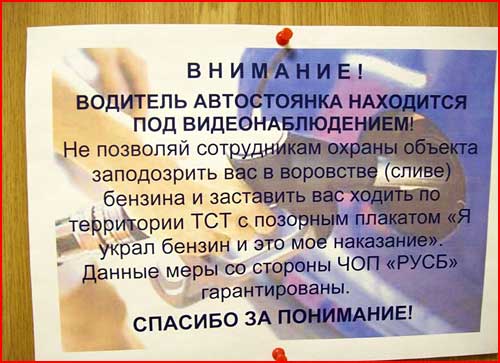 ВНИМАНИЕ!
ВОДИТЕЛЬ АВТОСТОЯНКА НАХОДИТСЯ
ПОД ВИДЕОНАБЛЮДЕНИЕМ!
Не позволяй сотрудникам охраны объекта
заподозрить вас в воровстве (сливе)
бензина и заставить вас ходить по
территории ТСТ с позорным плакатом «Я
украл бензин и это мое наказание».
Данные меры со стороны ЧОП «РУСБ»
гарантированы.
СПАСИБО ЗА ПОНИМАНИЕ!